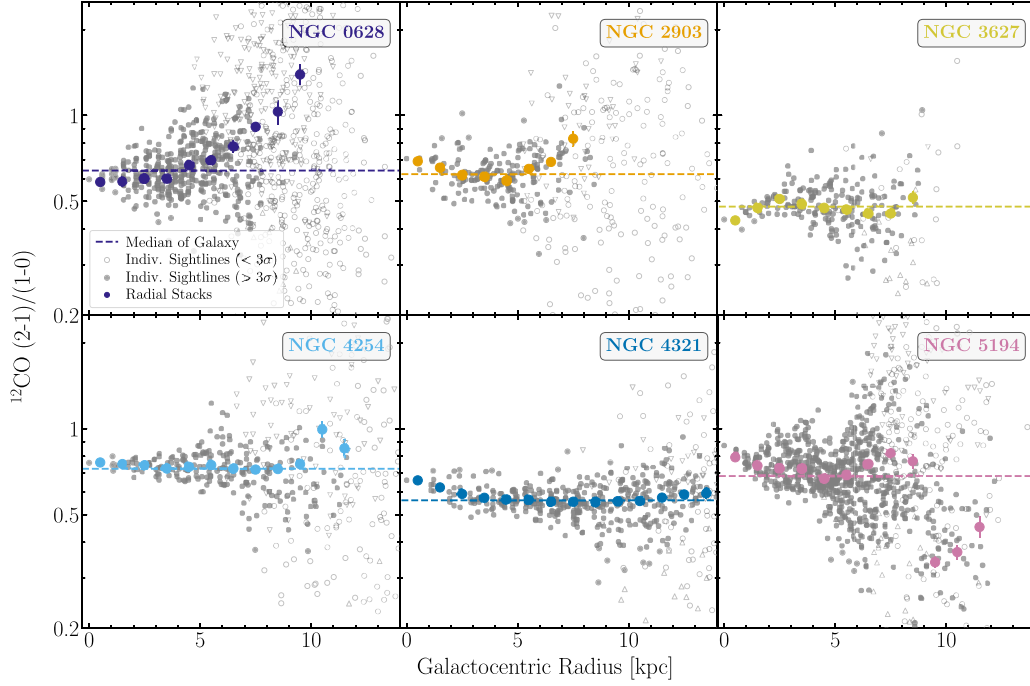 NGC 0628
NGC 2903
NGC 3627
1
0.5
Median of Galaxy
Indiv. Sightlines (< 3σ)
Indiv. Sightlines (> 3σ)
Radial Stacks
0.2
NGC 4254
NGC 4321
NGC 5194
1
0.5
0.2
0 5 10 0 5 10 0 5 10
¹²CO (2-1)/(1-0)
Galactocentric Radius [kpc]